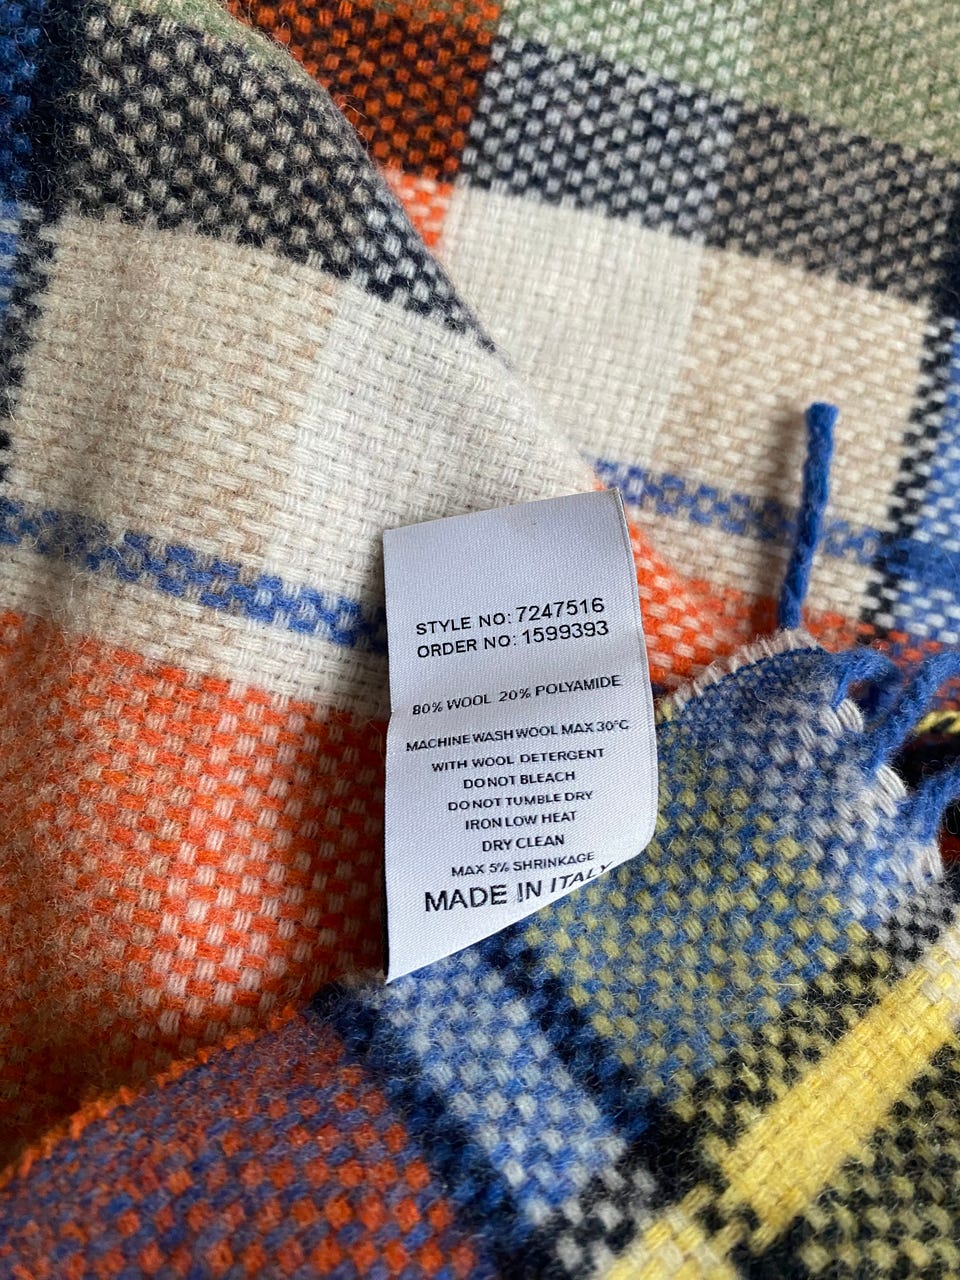 STYLE NO: 7247516
ORDER NO: 1599393
80% WOOL 20% POLYAMIDE
MACHINE WASH WOOL MAX 30°C
WITH WOOL DETERGENT
DO NOT BLEACH
DO NOT TUMBLE DRY
IRON LOW HEAT
DRY CLEAN
MAX 5% SHRINKAGE
MADE IN ITALY